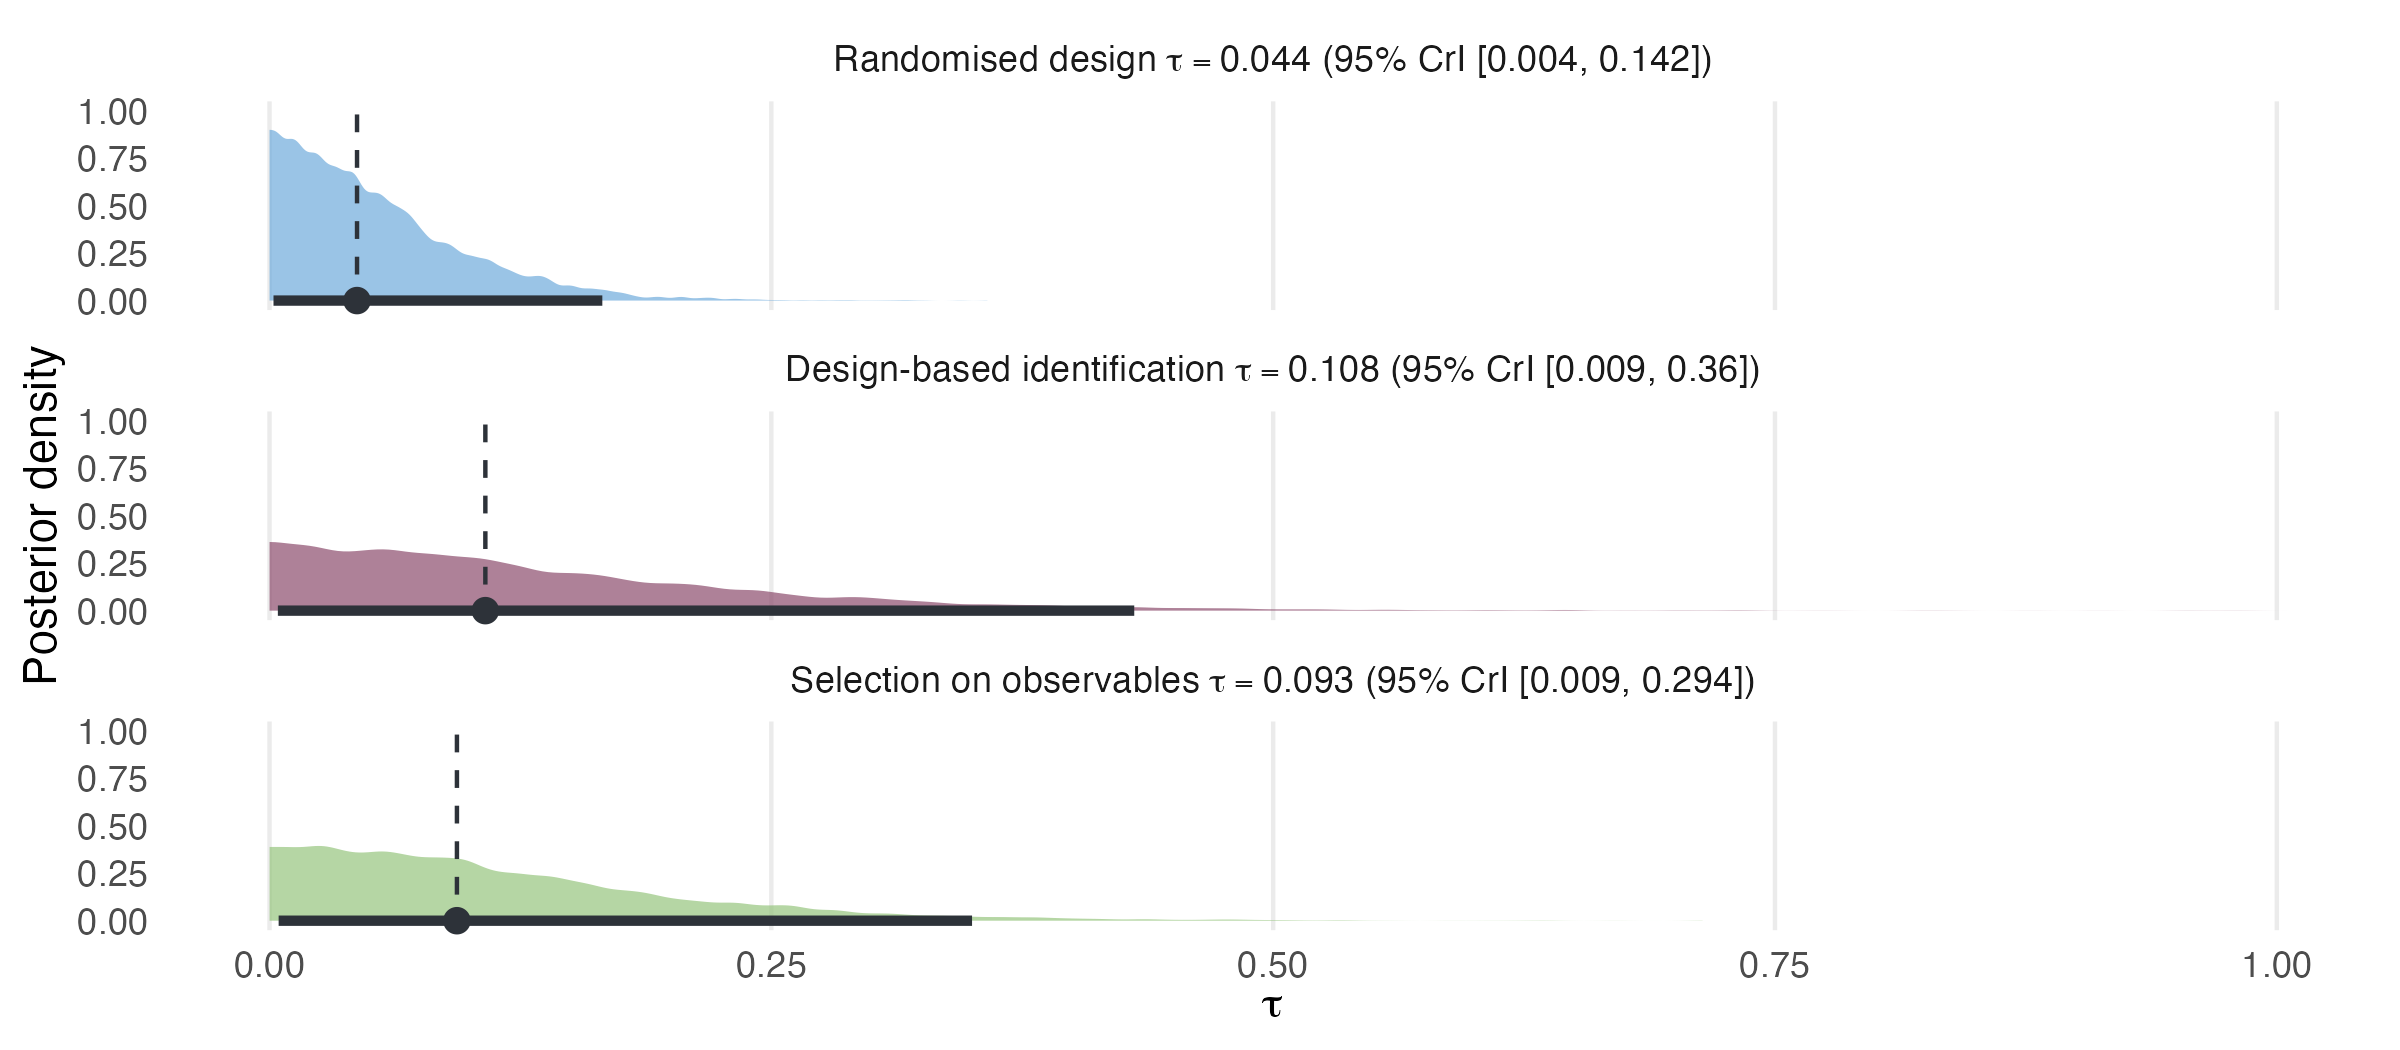 Randomised design τ = 0.044 (95% CrI [0.004, 0.142])
1.00
0.75
0.50
0.25
0.00
Design-based identification τ = 0.108 (95% CrI [0.009, 0.36])
1.00
0.75
0.50
0.25
0.00
Posterior density
Selection on observables τ = 0.093 (95% CrI [0.009, 0.294])
1.00
0.75
0.50
0.25
0.00
0.00 0.25 0.50 0.75 1.00
τ